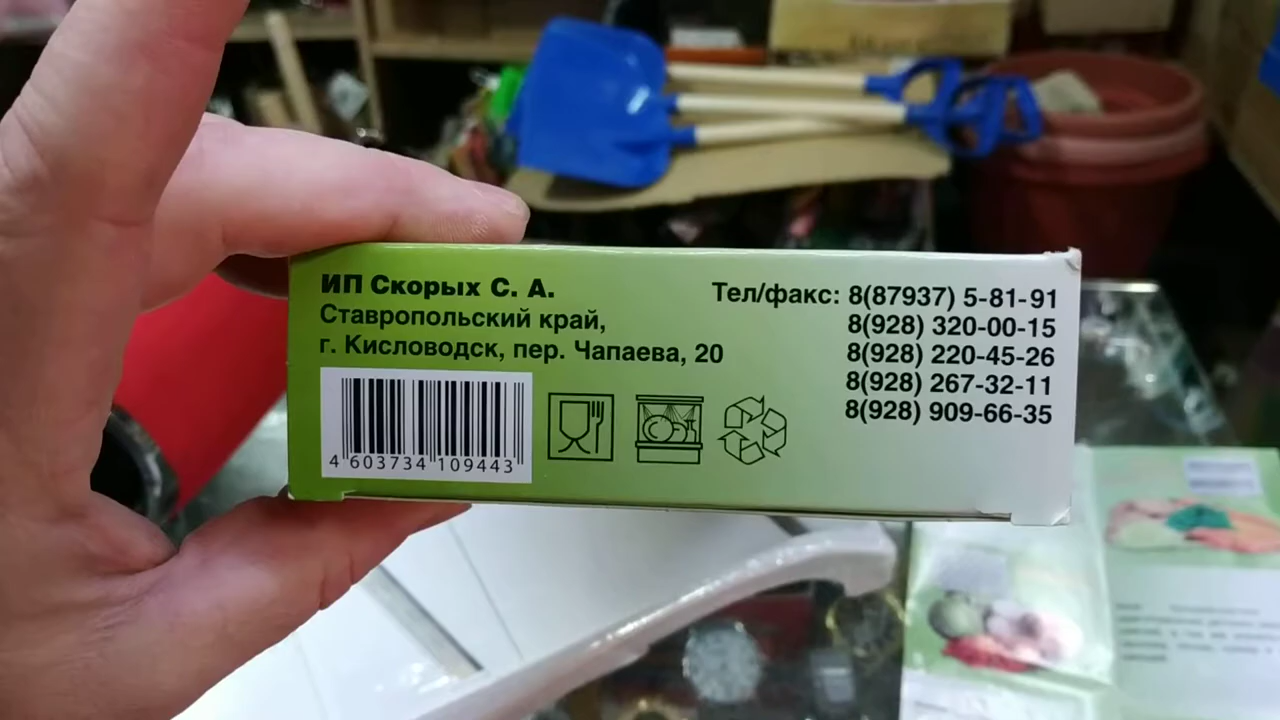 ИП Скорых С. А.
Ставропольский край,
г. Кисловодск, пер. Чапаева, 20
Тел/факс: 8(87937) 5-81-91
8(928) 320-00-15
8(928) 220-45-26
8(928) 267-32-11
8(928) 909-66-35
4 603734 109443